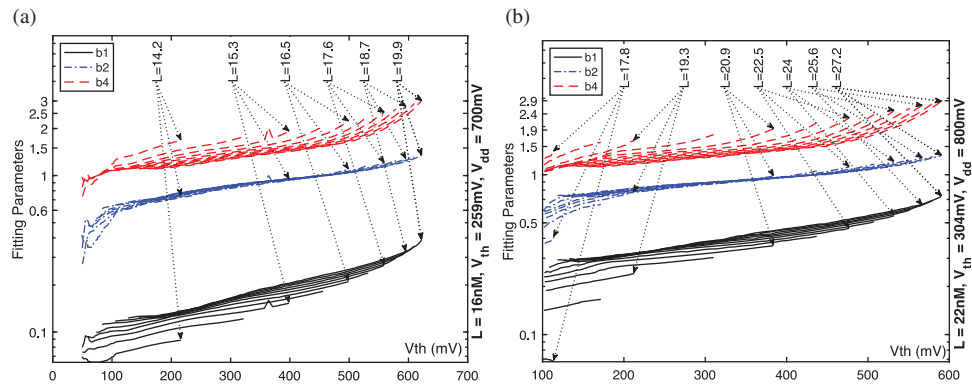 (a)
b1
b2
b4
L=14.2
L=15.3
L=16.5
L=17.6
L=18.7
L=19.9
3
2.5
2
1.5
1
0.6
0.1
Fitting Parameters
0
100
200
300
400
500
600
700
Vth (mV)
L = 16nM, Vth = 259mV, Vdd = 700mV
(b)
b1
b2
b4
L=17.8
L=19.3
L=20.9
L=22.5
L=24
L=25.6
L=27.2
2.9
2.4
1.9
1.5
1
0.5
0.1
Fitting Parameters
100
200
300
400
500
600
Vth (mV)
L = 22nM, Vth = 304mV, Vdd = 800mV